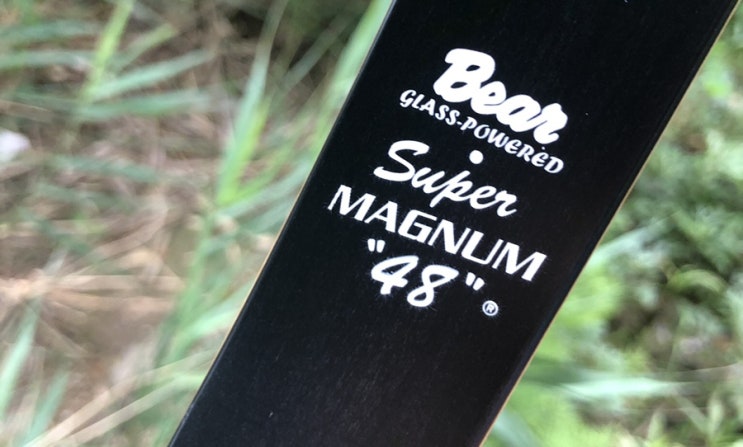 Bear
GLASS-POWERED
•
Super
MAGNUM
"48"®